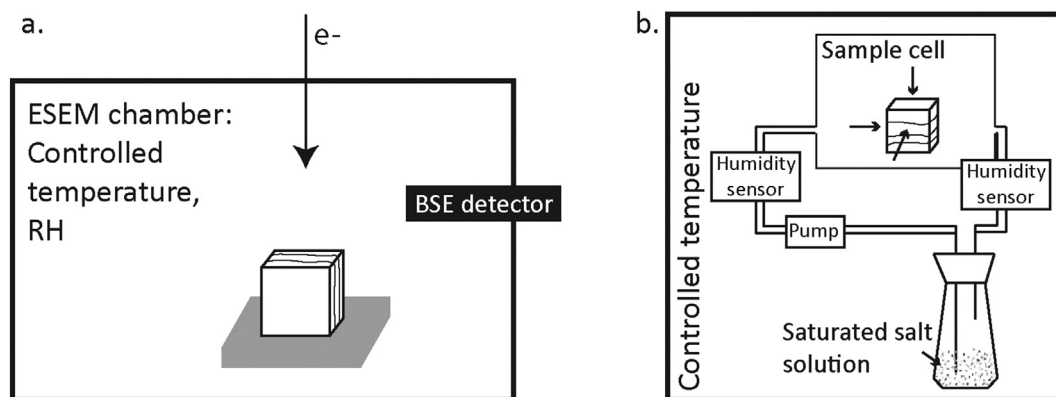 a.
e-
ESEM chamber:
Controlled
temperature,
RH
BSE detector
b.
Controlled temperature
Sample cell
Humidity
sensor
Humidity
sensor
Pump
Saturated salt
solution